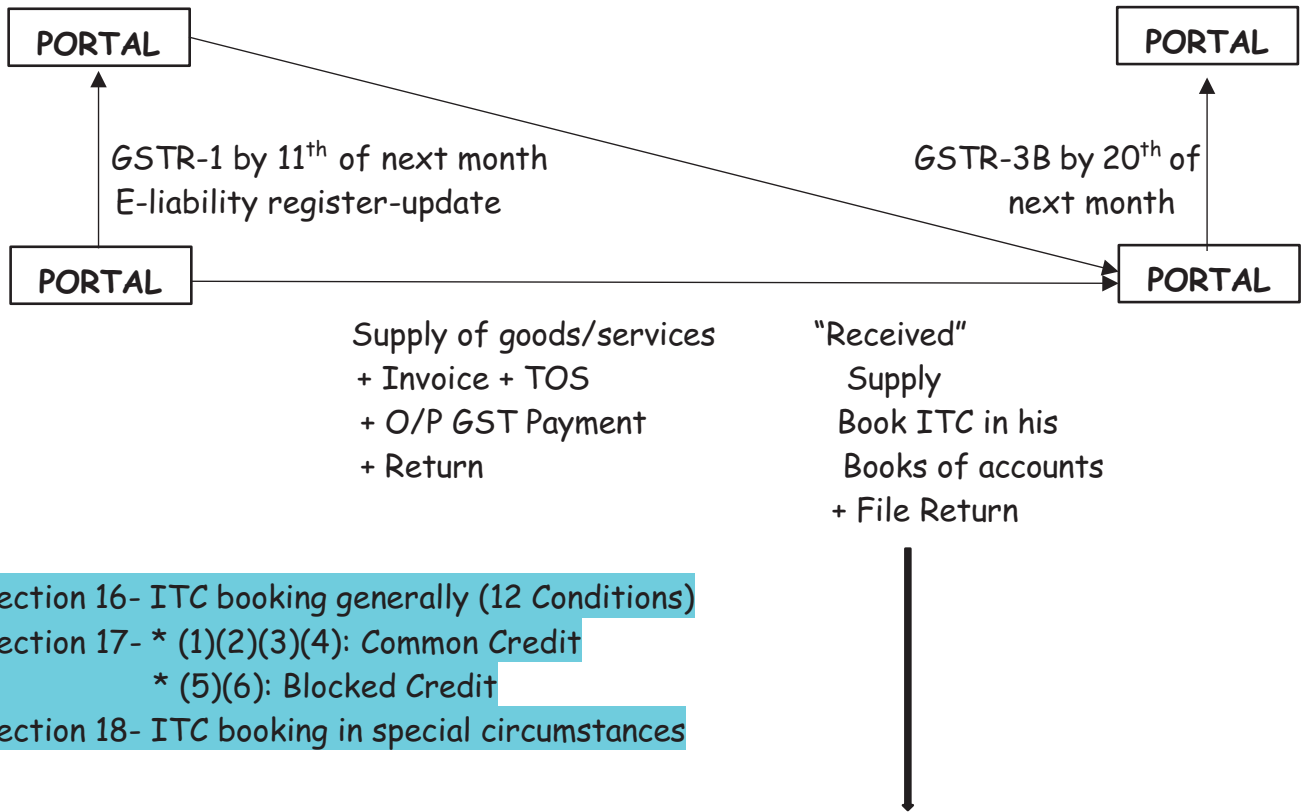 PORTAL
PORTAL
GSTR-1 by 11th of next month
E-liability register-update
GSTR-3B by 20th of
next month
PORTAL
PORTAL
Supply of goods/services
+ Invoice + TOS
+ O/P GST Payment
+ Return
“Received”
Supply
Book ITC in his
Books of accounts
+ File Return
ection 16- ITC booking generally (12 Conditions)
ection 17- * (1)(2)(3)(4): Common Credit
* (5)(6): Blocked Credit
ection 18- ITC booking in special circumstances